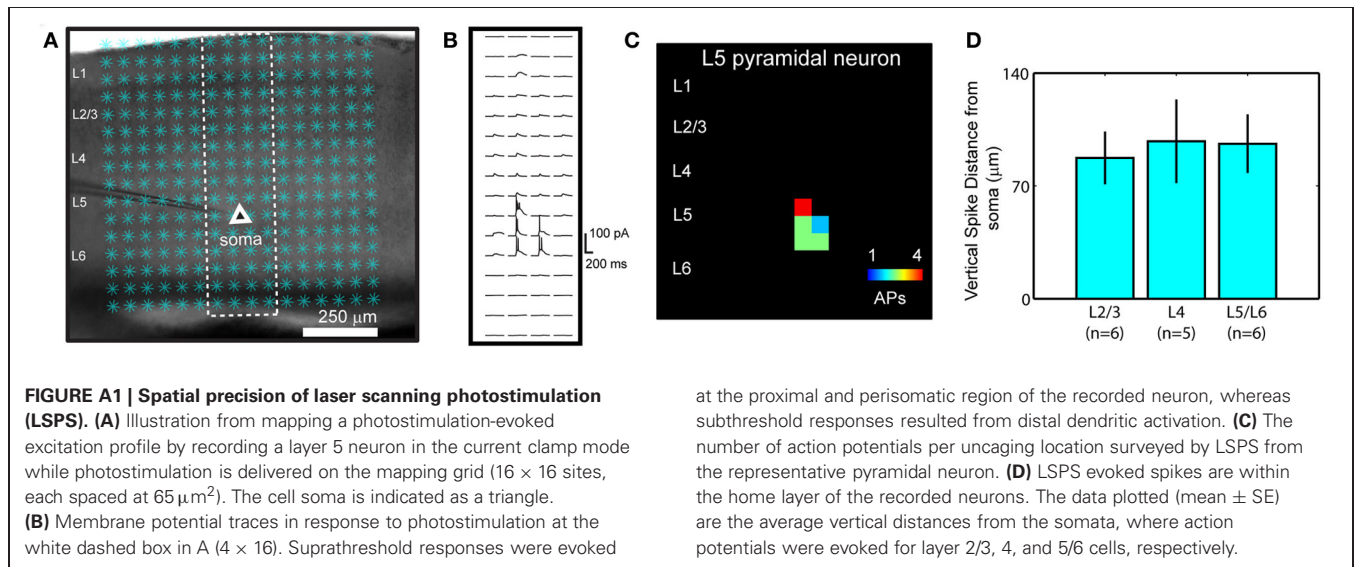 A
L1
L2/3
L4
L5
L6
soma
250 μm
B
100 pA
200 ms
C
L5 pyramidal neuron
L1
L2/3
L4
L5
L6
1 4
APs
D
Vertical Spike Distance from
soma (μm)
140
70
0
L2/3 L4 L5/L6
(n=6) (n=5) (n=6)
FIGURE A1 | Spatial precision of laser scanning photostimulation
(LSPS). (A) Illustration from mapping a photostimulation-evoked
excitation profile by recording a layer 5 neuron in the current clamp mode
while photostimulation is delivered on the mapping grid (16 × 16 sites,
each spaced at 65 μm²). The cell soma is indicated as a triangle.
(B) Membrane potential traces in response to photostimulation at the
white dashed box in A (4 × 16). Suprathreshold responses were evoked
at the proximal and perisomatic region of the recorded neuron, whereas
subthreshold responses resulted from distal dendritic activation. (C) The
number of action potentials per uncaging location surveyed by LSPS from
the representative pyramidal neuron. (D) LSPS evoked spikes are within
the home layer of the recorded neurons. The data plotted (mean ± SE)
are the average vertical distances from the somata, where action
potentials were evoked for layer 2/3, 4, and 5/6 cells, respectively.